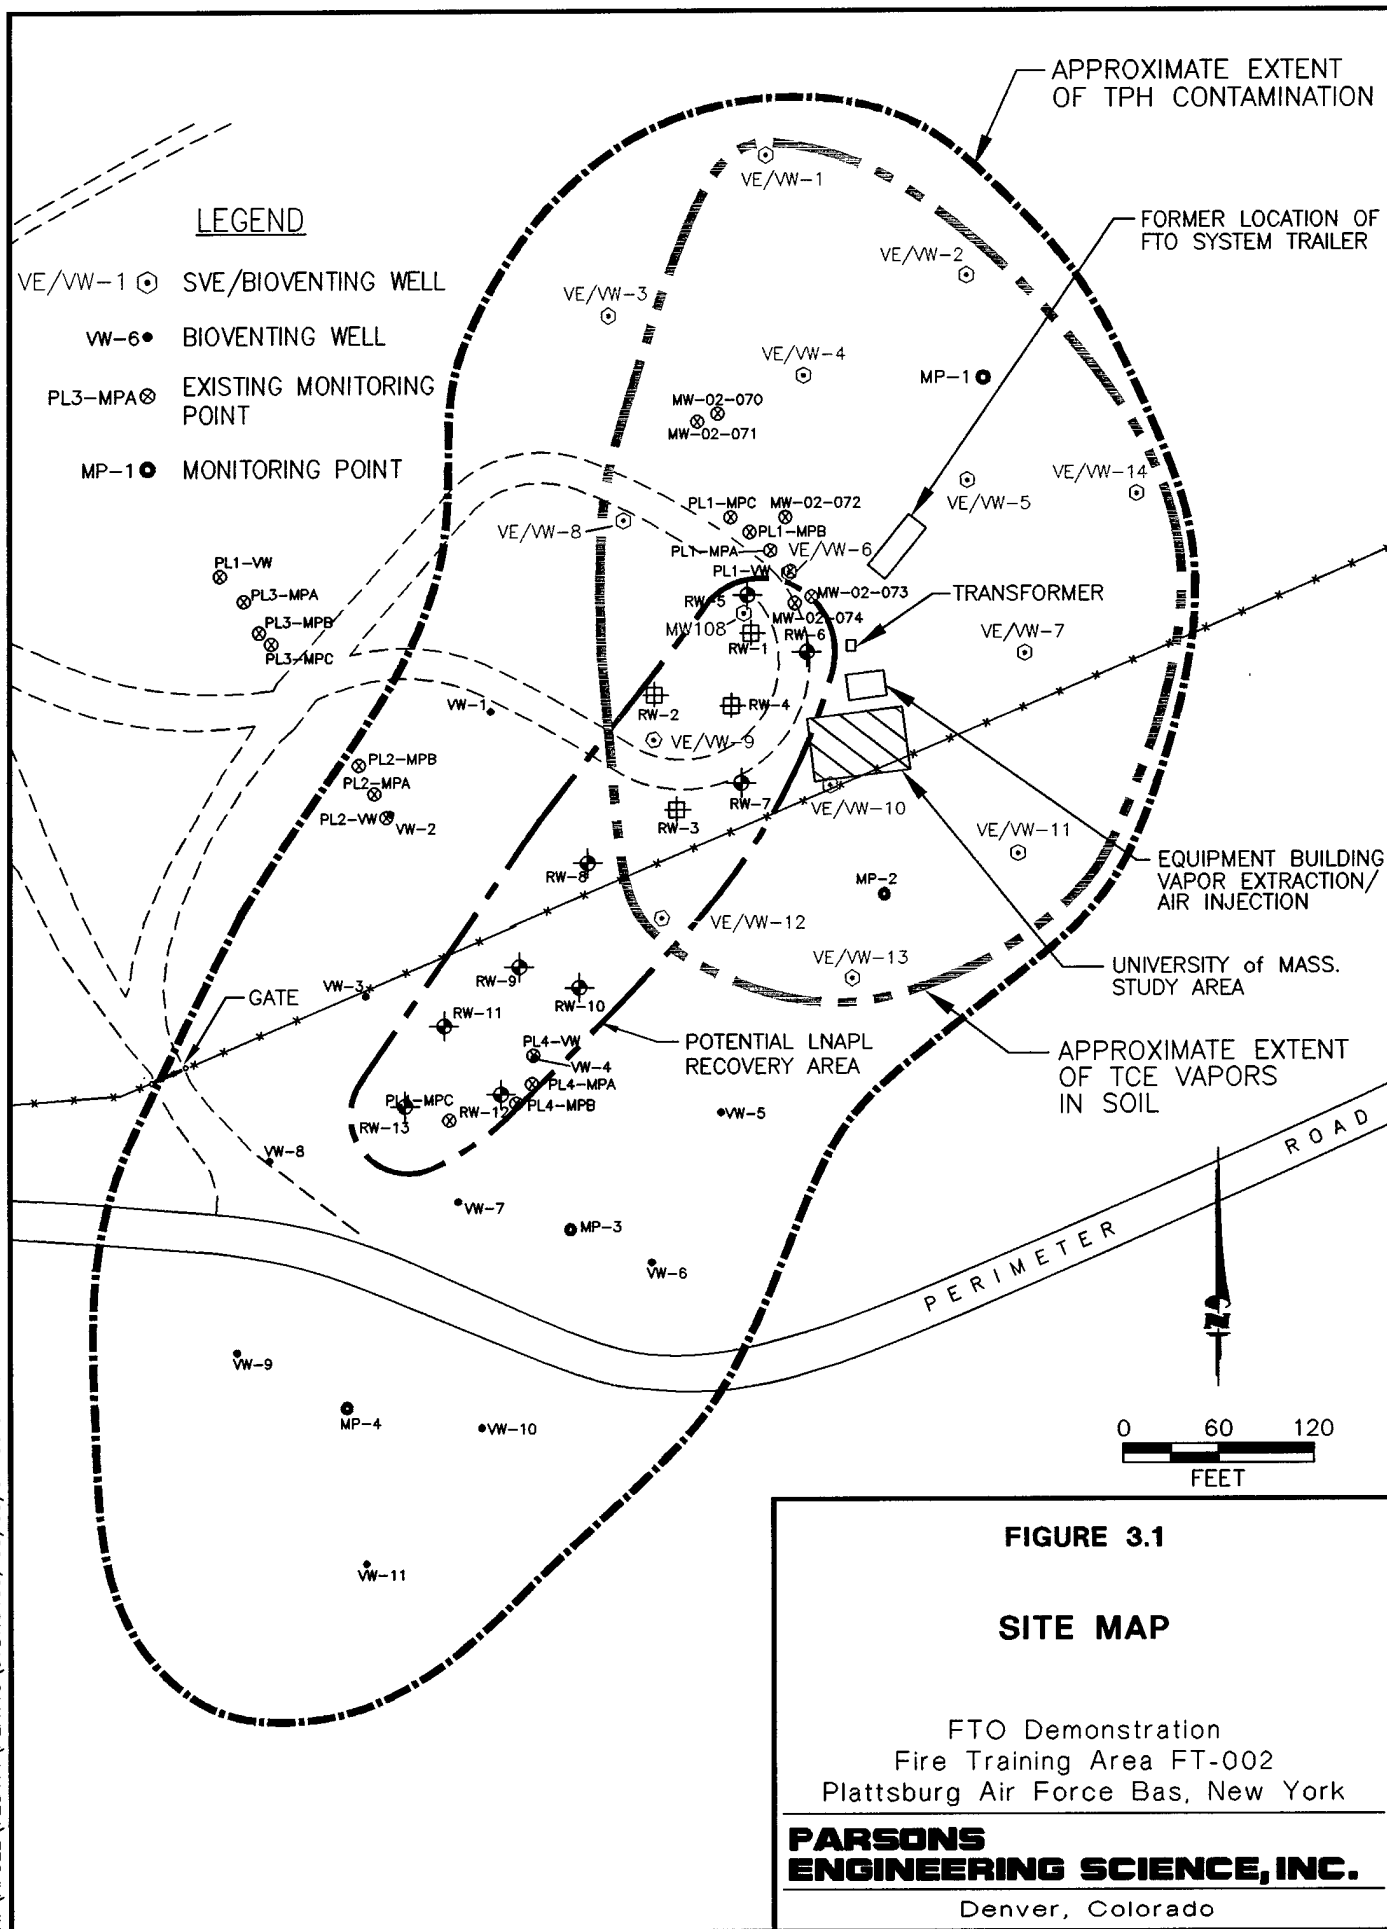 APPROXIMATE EXTENT
OF TPH CONTAMINATION
VE/VW-1
LEGEND
FORMER LOCATION OF
FTO SYSTEM TRAILER
VE/VW-1 SVE/BIOVENTING WELL
VW-6 BIOVENTING WELL
PL3-MPA EXISTING MONITORING
POINT
MP-1 MONITORING POINT
VE/VW-2
VE/VW-3
VE/VW-4
MP-1
MW-02-070
MW-02-071
VE/VW-14
VE/VW-5
PL1-MPC
MW-02-072
VE/VW-8
PL1-MPB
PL1-MPA
VE/VW-6
PL1-VW
PL1-VW
PL3-MPA
PL3-MPB
PL3-MPC
RW-5
MW-02-073
MW-02-074
TRANSFORMER
MW108
RW-1
RW-6
VE/VW-7
VW-1
RW-2
RW-4
VE/VW-9
PL2-MPB
PL2-MPA
PL2-VW
VW-2
RW-7
VE/VW-10
RW-3
VE/VW-11
RW-8
MP-2
EQUIPMENT BUILDING
VAPOR EXTRACTION/
AIR INJECTION
VE/VW-12
VE/VW-13
UNIVERSITY of MASS.
STUDY AREA
VW-3
GATE
RW-9
RW-10
RW-11
POTENTIAL LNAPL
RECOVERY AREA
APPROXIMATE EXTENT
OF TCE VAPORS
IN SOIL
PL4-VW
VW-4
PL4-MPA
PL4-MPB
PL4-MPC
RW-12
RW-13
VW-5
VW-8
VW-7
MP-3
VW-6
PERIMETER ROAD
N
VW-9
MP-4
VW-10
VW-11
0 60 120
FEET
FIGURE 3.1
SITE MAP
FTO Demonstration
Fire Training Area FT-002
Plattsburg Air Force Bas, New York
PARSONS
ENGINEERING SCIENCE, INC.
Denver, Colorado